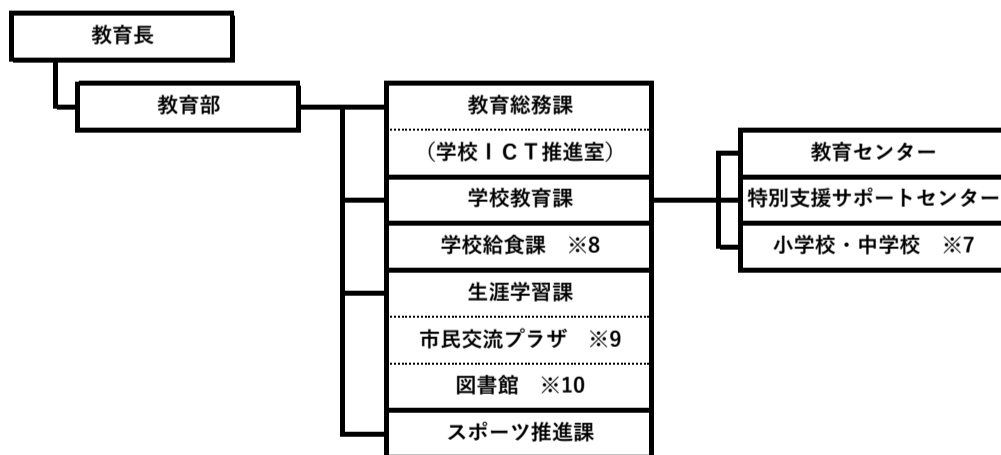 教育長
教育部
教育総務課
（学校ＩＣＴ推進室）
学校教育課
学校給食課　※8
生涯学習課
市民交流プラザ　※9
図書館　※10
スポーツ推進課
教育センター
特別支援サポートセンター
小学校・中学校　※7